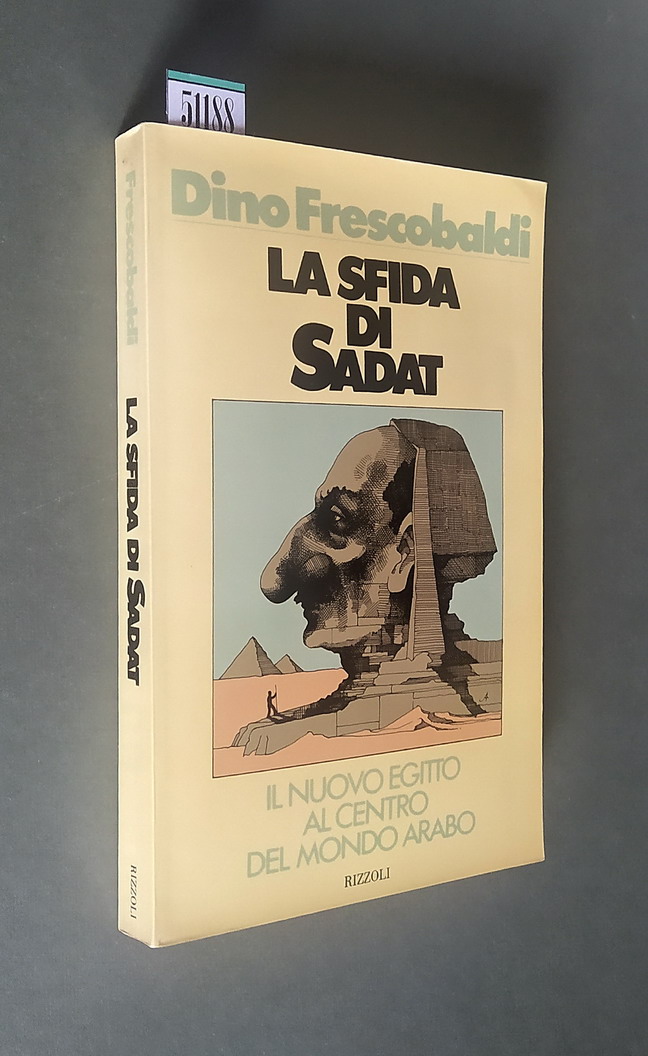 51188
Dino Frescobaldi
LA SFIDA
DI
SADAT
IL NUOVO EGITTO
AL CENTRO
DEL MONDO ARABO
RIZZOLI
Frescobaldi
LA SFIDA DI SADAT
RIZZOLI